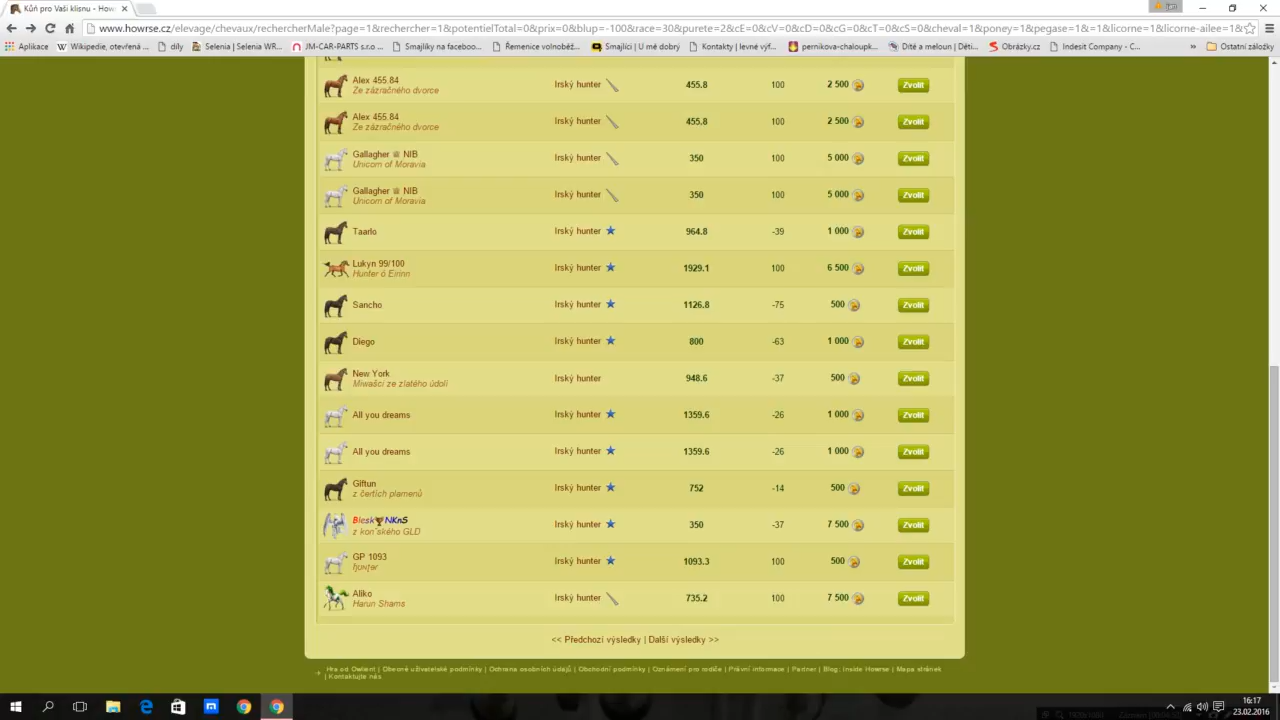 Kůň pro Vaši klisnu - Howrs
www.howrse.cz/elevage/chevaux/rechercherMale?page=1&recherchepage=1&potentielTotal=0&prix=0&blup=-100&race=30&purete=2&cE=0&cV=0&cD=0&cG=0&cT=0&cS=0&cheval=1&poney=1&pegase=1&=1&licorne=1&licorne-ailee=1&
Aplikace
Wikipedie, otevřená ...
díly
Selenia | Selenia WR...
JM-CAR-PARTS s.r.o ...
Smajlíky na faceboo...
Řemenice volnoběž...
Smajlíci | U mě dobrý
Kontakty | levné výf...
pernikova-chaloupk...
Dité a meloun | Děti...
Obrázky.cz
Indesit Company - C...
»
Ostatní záložky
Alex 455.84 Irský hunter 455.8 100 2 500 Zvolit
Ze zázračného dvorce
Alex 455.84 Irský hunter 455.8 100 2 500 Zvolit
Ze zázračného dvorce
Gallagher ♕ NIB Irský hunter 350 100 5 000 Zvolit
Unicorn of Moravia
Gallagher ♕ NIB Irský hunter 350 100 5 000 Zvolit
Unicorn of Moravia
Taarlo Irský hunter 964.8 -39 1 000 Zvolit
Lukyn 99/100 Irský hunter 1929.1 100 6 500 Zvolit
Hunter ó Eirinn
Sancho Irský hunter 1126.8 -75 500 Zvolit
Diego Irský hunter 800 -63 1 000 Zvolit
New York Irský hunter 948.6 -37 500 Zvolit
Miwašci ze zlatého údolí
All you dreams Irský hunter 1359.6 -26 1 000 Zvolit
All you dreams Irský hunter 1359.6 -26 1 000 Zvolit
Giftun Irský hunter 752 -14 500 Zvolit
z čertích plamenů
Blesk NKnS Irský hunter 350 -37 7 500 Zvolit
z kon˘ského GLD
GP 1093 Irský hunter 1093.3 100 500 Zvolit
Aliko Irský hunter 735.2 100 7 500 Zvolit
Harun Shams
<< Předchozí výsledky | Další výsledky >>
Hra od Owlient | Obecné uživatelské podmínky | Ochrana osobních údajů | Obchodní podmínky | Oznámení pro rodiče | Právní informace | Partner | Blog: Inside Howrse | Mapa stránek
| Kontaktujte nás
16:17
23.02.2016